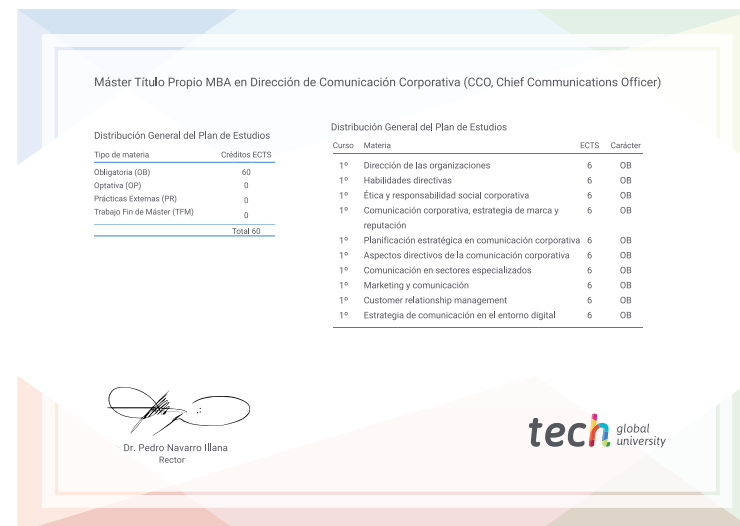 Máster Título Propio MBA en Dirección de Comunicación Corporativa (CCO, Chief Communications Officer)
Distribución General del Plan de Estudios
Tipo de materia Créditos ECTS
Obligatoria (OB) 60
Optativa (OP) 0
Prácticas Externas (PR) 0
Trabajo Fin de Máster (TFM) 0
Total 60
Distribución General del Plan de Estudios
Curso Materia ECTS Carácter
1º Dirección de las organizaciones 6 OB
1º Habilidades directivas 6 OB
1º Ética y responsabilidad social corporativa 6 OB
1º Comunicación corporativa, estrategia de marca y 6 OB
reputación
1º Planificación estratégica en comunicación corporativa 6 OB
1º Aspectos directivos de la comunicación corporativa 6 OB
1º Comunicación en sectores especializados 6 OB
1º Marketing y comunicación 6 OB
1º Customer relationship management 6 OB
1º Estrategia de comunicación en el entorno digital 6 OB
Dr. Pedro Navarro Illana
Rector
tech global
university